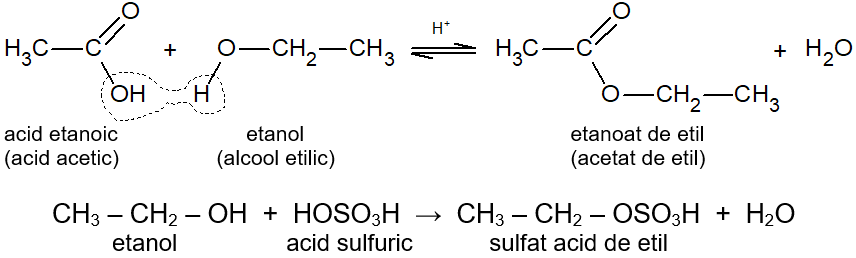 O O H⁺ O
H₃C — C + O — CH₂ — CH₃ ⇌ H₃C — C + H₂O
OH H O — CH₂ — CH₃
acid etanoic etanol etanoat de etil
(acid acetic) (alcool etilic) (acetat de etil)
CH₃ – CH₂ – OH + HOSO₃H → CH₃ – CH₂ – OSO₃H + H₂O
etanol acid sulfuric sulfat acid de etil